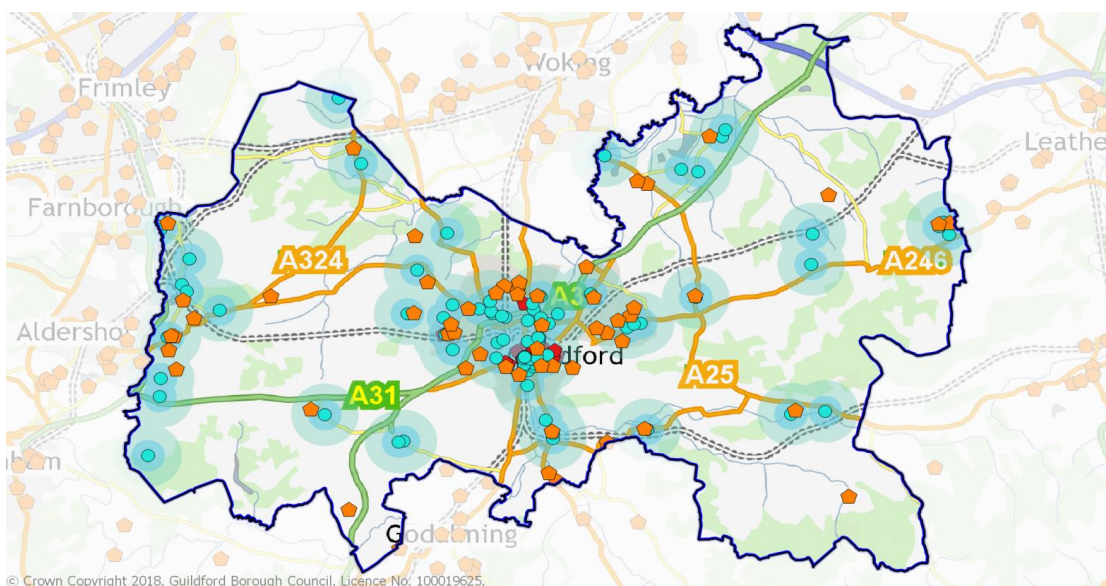 Woking
Frimley
Leathe
Farnborough
A324
A3
A246
Aldersho
dford
A25
A31
ham
Godalming
© Crown Copyright 2018. Guildford Borough Council. Licence No. 100019625.